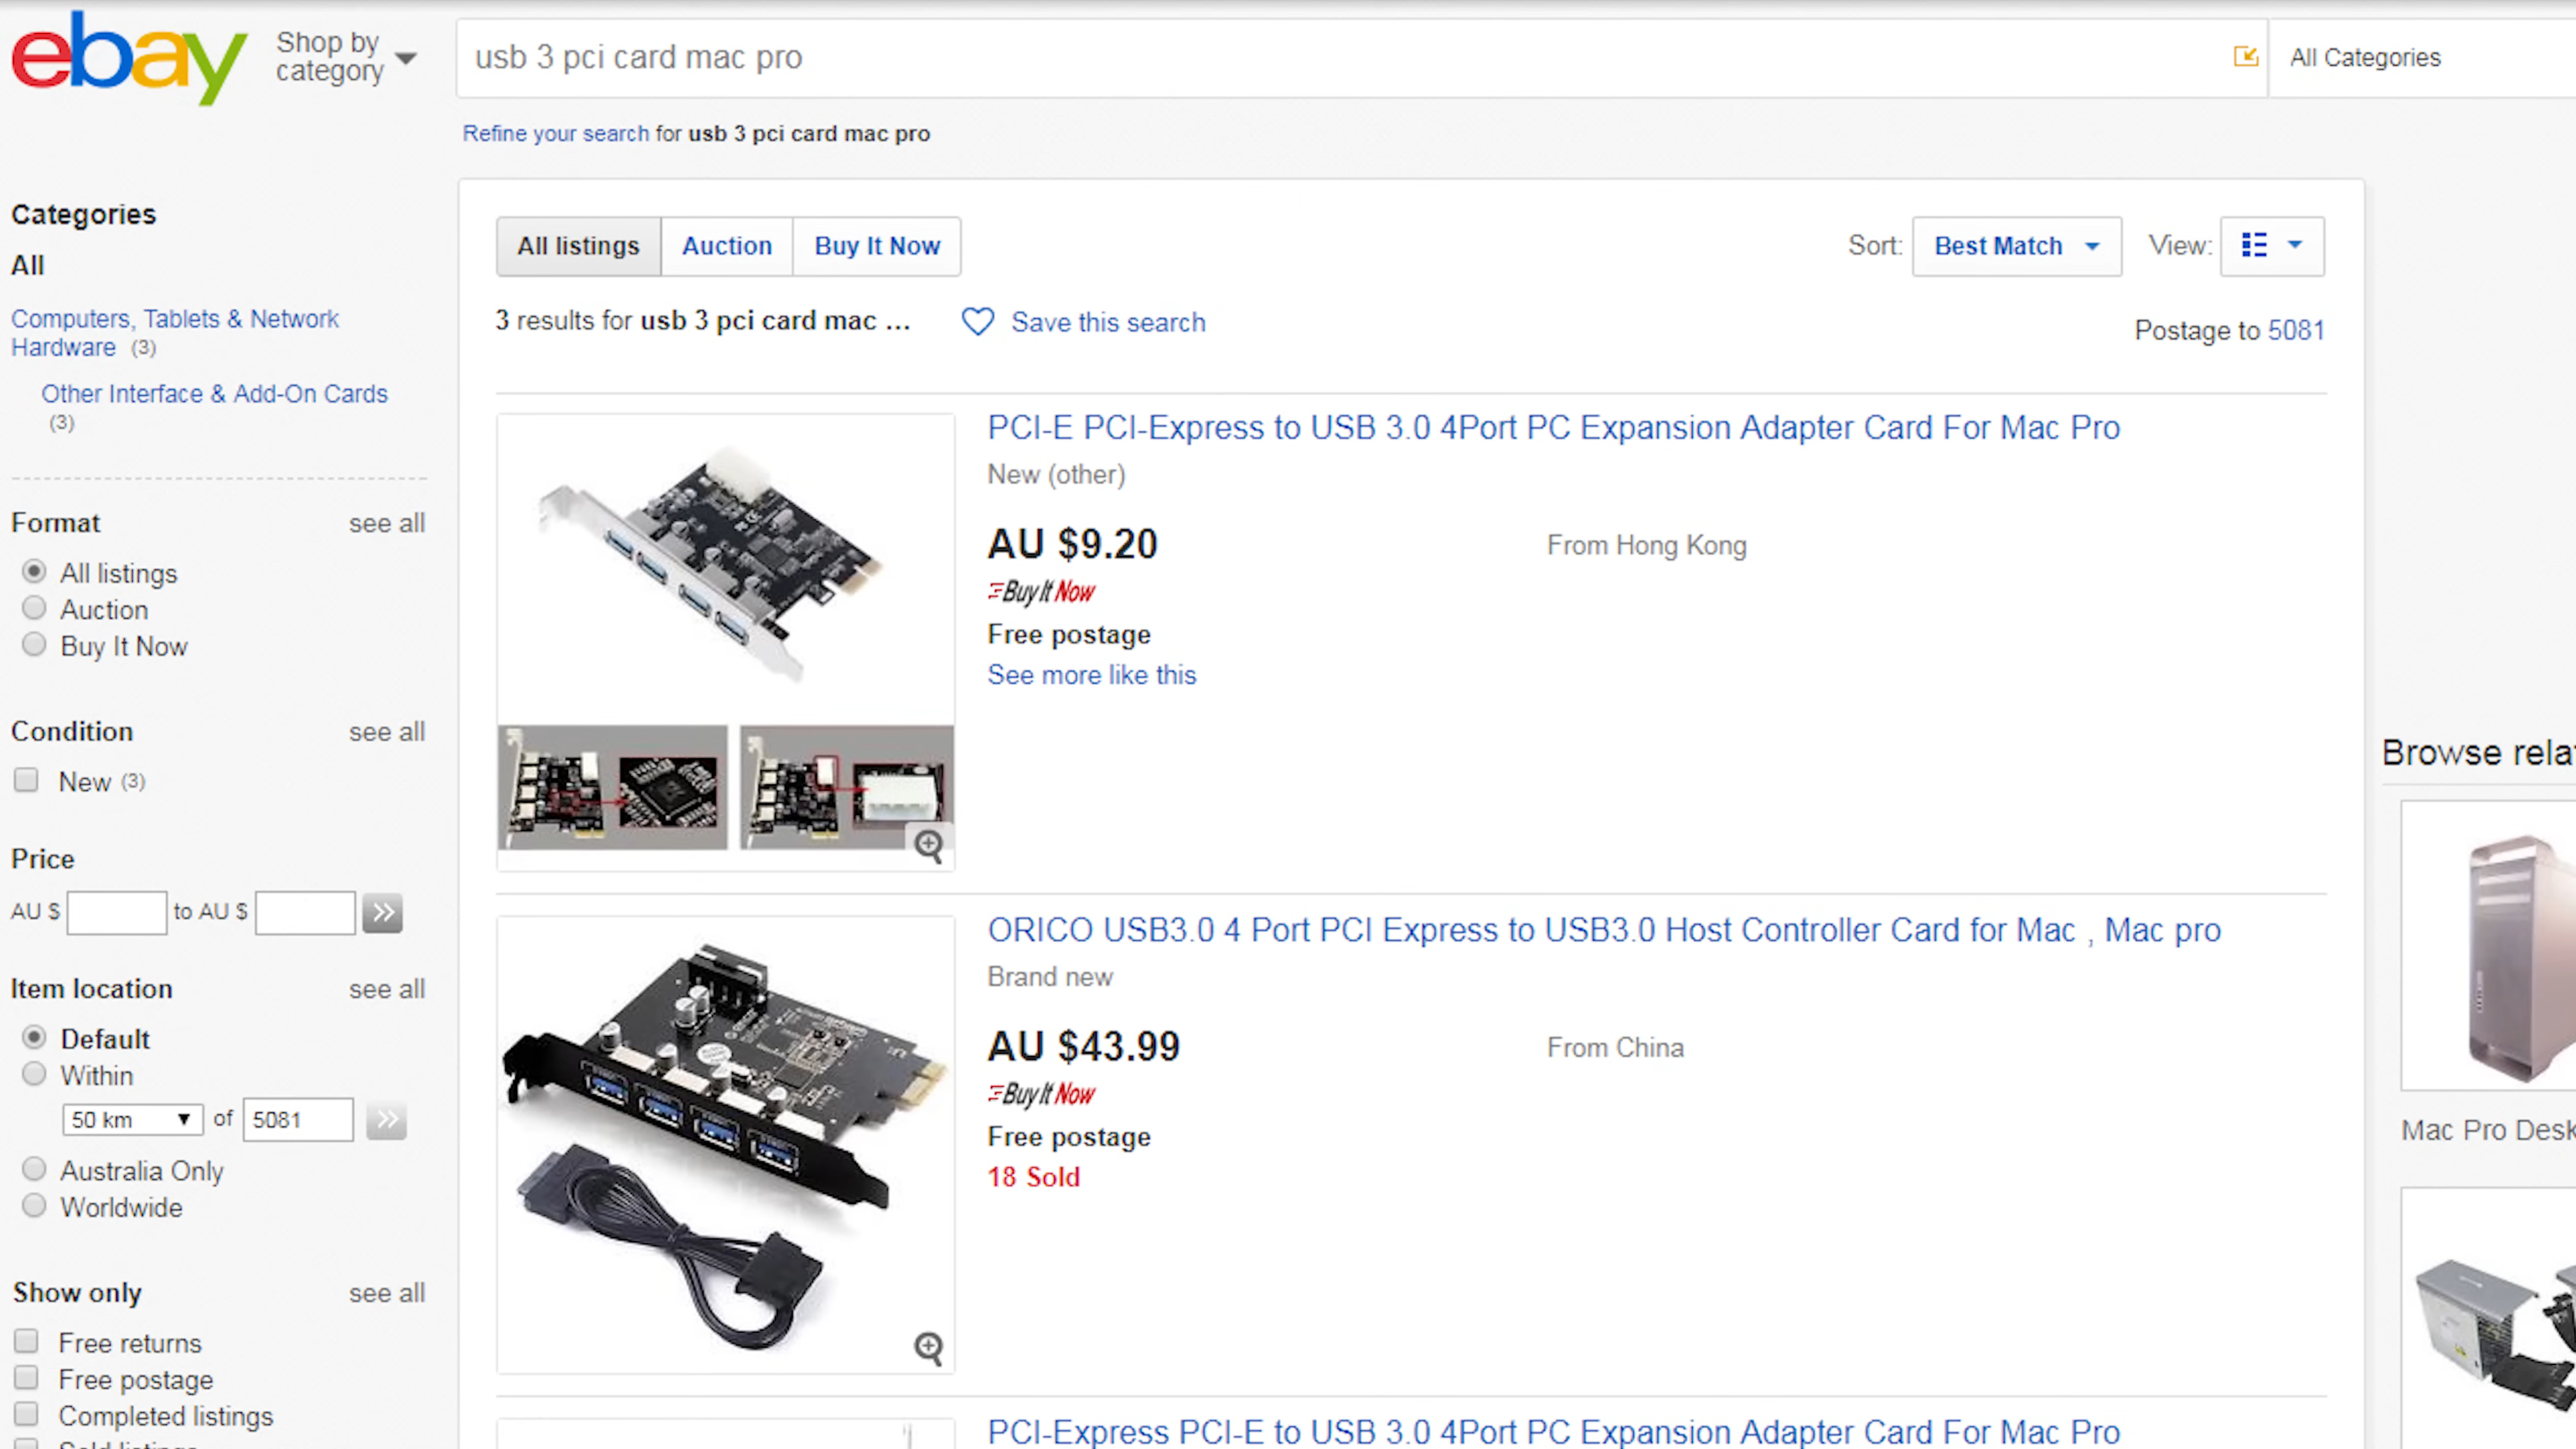 ebay
Shop by
category
usb 3 pci card mac pro
All Categories
Refine your search for usb 3 pci card mac pro
Categories
All
Computers, Tablets & Network
Hardware (3)
Other Interface & Add-On Cards
(3)
Format see all
All listings
Auction
Buy It Now
Condition see all
New (3)
Price
AU $ to AU $
Item location see all
Default
Within
50 km of 5081
Australia Only
Worldwide
Show only see all
Free returns
Free postage
Completed listings
Sold listings
All listings Auction Buy It Now
Sort: Best Match View:
3 results for usb 3 pci card mac ...
Save this search
Postage to 5081
PCI-E PCI-Express to USB 3.0 4Port PC Expansion Adapter Card For Mac Pro
New (other)
AU $9.20
From Hong Kong
Buy It Now
Free postage
See more like this
ORICO USB3.0 4 Port PCI Express to USB3.0 Host Controller Card for Mac , Mac pro
Brand new
AU $43.99
From China
Buy It Now
Free postage
18 Sold
PCI-Express PCI-E to USB 3.0 4Port PC Expansion Adapter Card For Mac Pro
Browse rela
Mac Pro Desk